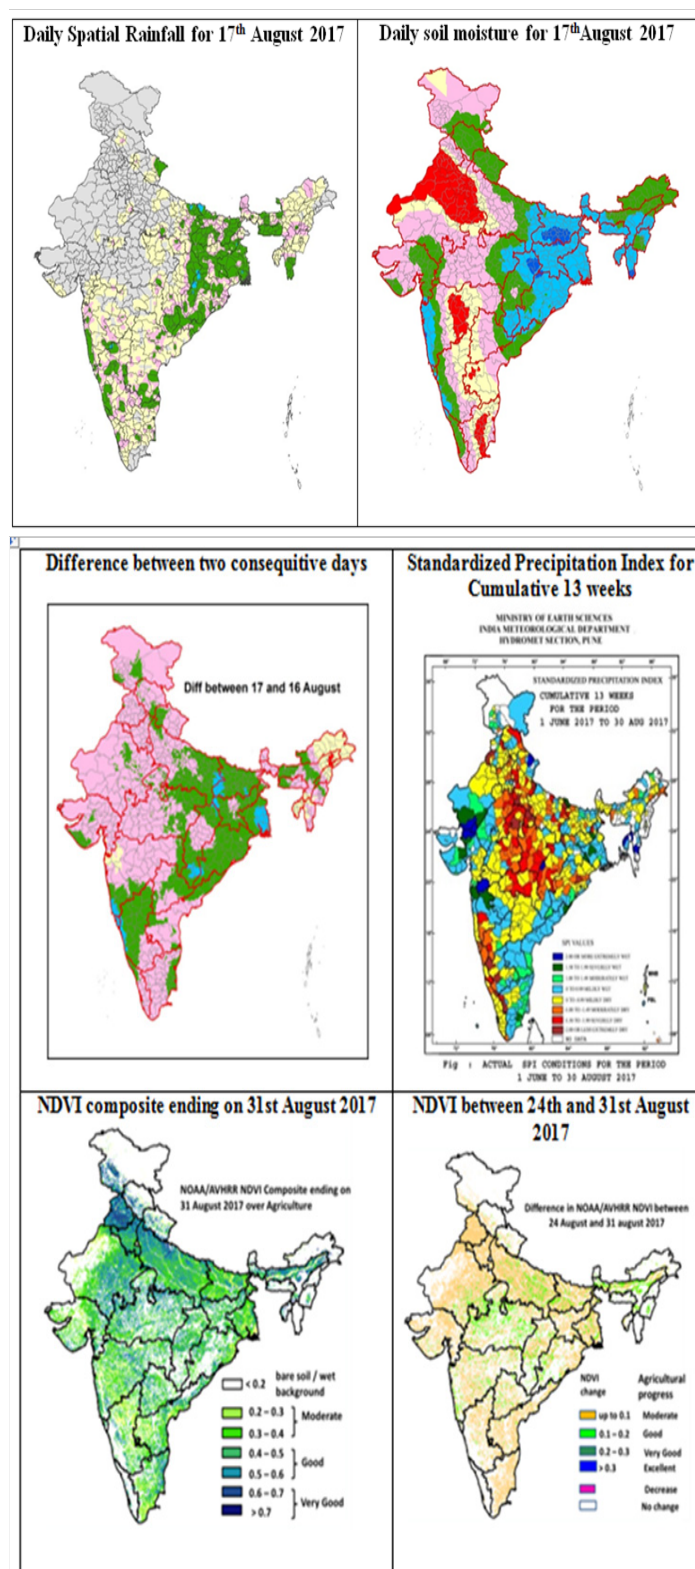 Daily Spatial Rainfall for 17th August 2017
Daily soil moisture for 17thAugust 2017
Difference between two consequitive days
Diff between 17 and 16 August
Standardized Precipitation Index for
Cumulative 13 weeks
MINISTRY OF EARTH SCIENCES
INDIA METEOROLOGICAL DEPARTMENT
HYDROMET SECTION, PUNE
STANDARDIZED PRECIPITATION INDEX
CUMULATIVE 13 WEEKS
FOR THE PERIOD
1 JUNE 2017 TO 30 AUG 2017
SPI VALUES
Fig : ACTUAL SPI CONDITIONS FOR THE PERIOD
1 JUNE TO 30 AUGUST 2017
NDVI composite ending on 31st August 2017
NOAA/AVHRR NDVI Composite ending on
31 August 2017 over Agriculture
< 0.2 bare soil / wet background
0.2 – 0.3
Moderate
0.3 – 0.4
0.4 – 0.5
Good
0.5 – 0.6
0.6 – 0.7
Very Good
> 0.7
NDVI between 24th and 31st August
2017
Difference in NOAA/AVHRR NDVI between
24 August and 31 august 2017
NDVI change
Agricultural progress
up to 0.1 Moderate
0.1 – 0.2 Good
0.2 – 0.3 Very Good
> 0.3 Excellent
Decrease
No change